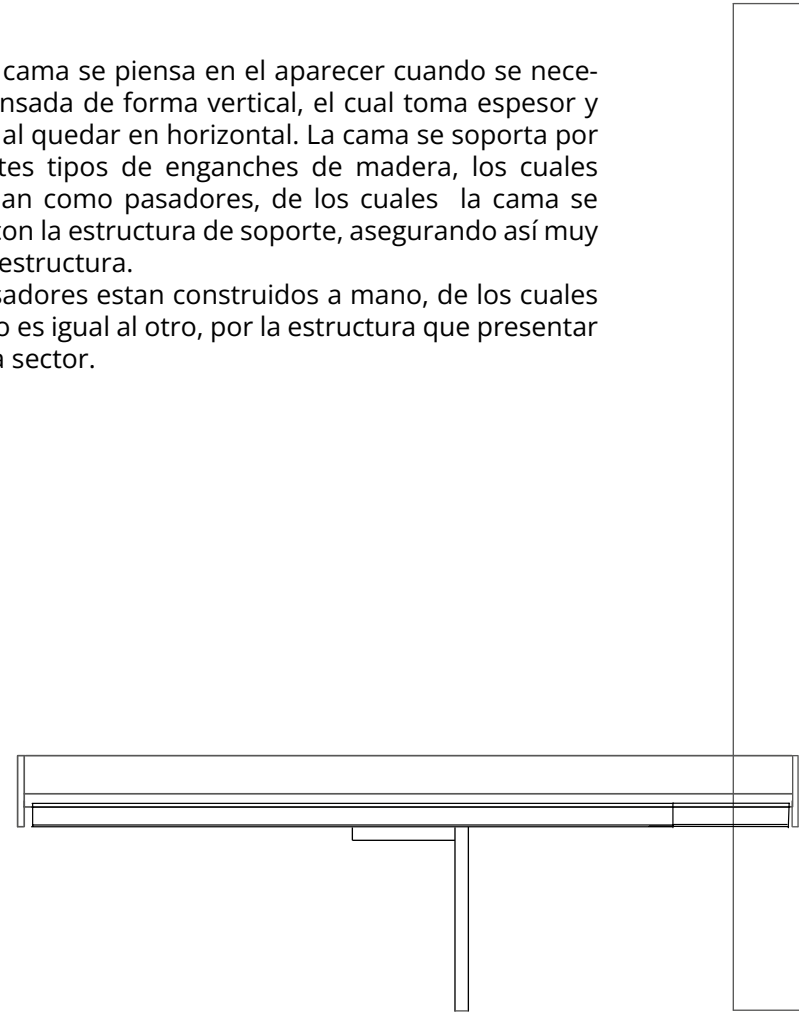 cama se piensa en el aparecer cuando se nece-
nsada de forma vertical, el cual toma espesor y
al quedar en horizontal. La cama se soporta por
tes tipos de enganches de madera, los cuales
an como pasadores, de los cuales la cama se
con la estructura de soporte, asegurando así muy
estructura.
sadores estan construidos a mano, de los cuales
o es igual al otro, por la estructura que presentar
a sector.